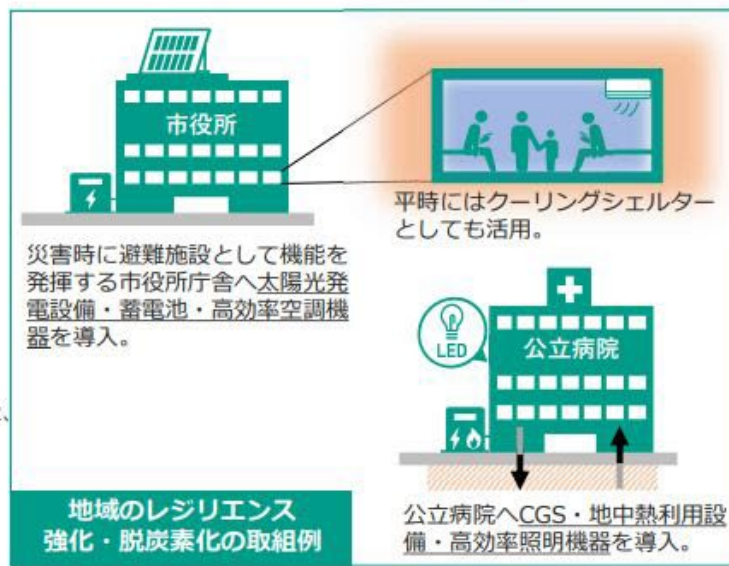 市役所
平時にはクーリングシェルター
としても活用。
災害時に避難施設として機能を
発揮する市役所庁舎へ太陽光発
電設備・蓄電池・高効率空調機
器を導入。
LED
公立病院
、
地域のレジリエンス
強化・脱炭素化の取組例
公立病院へCGS・地中熱利用設
備・高効率照明機器を導入。